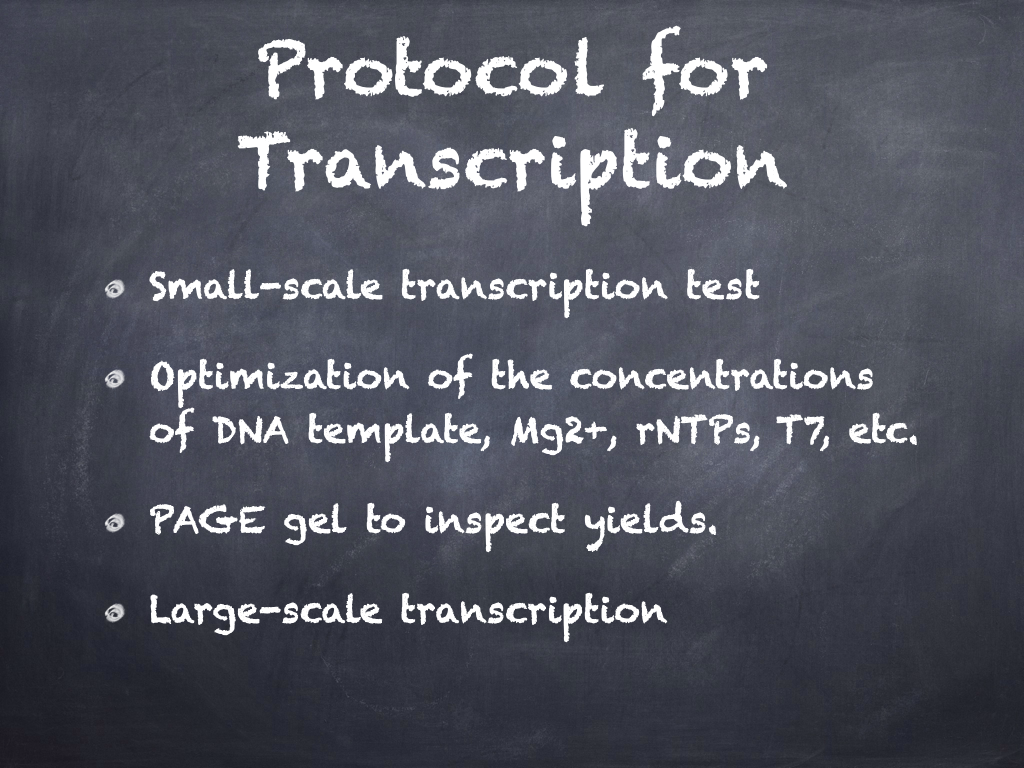 Protocol for
Transcription
Small-scale transcription test
Optimization of the concentrations
of DNA template, Mg2+, rNTPs, T7, etc.
PAGE gel to inspect yields.
Large-scale transcription